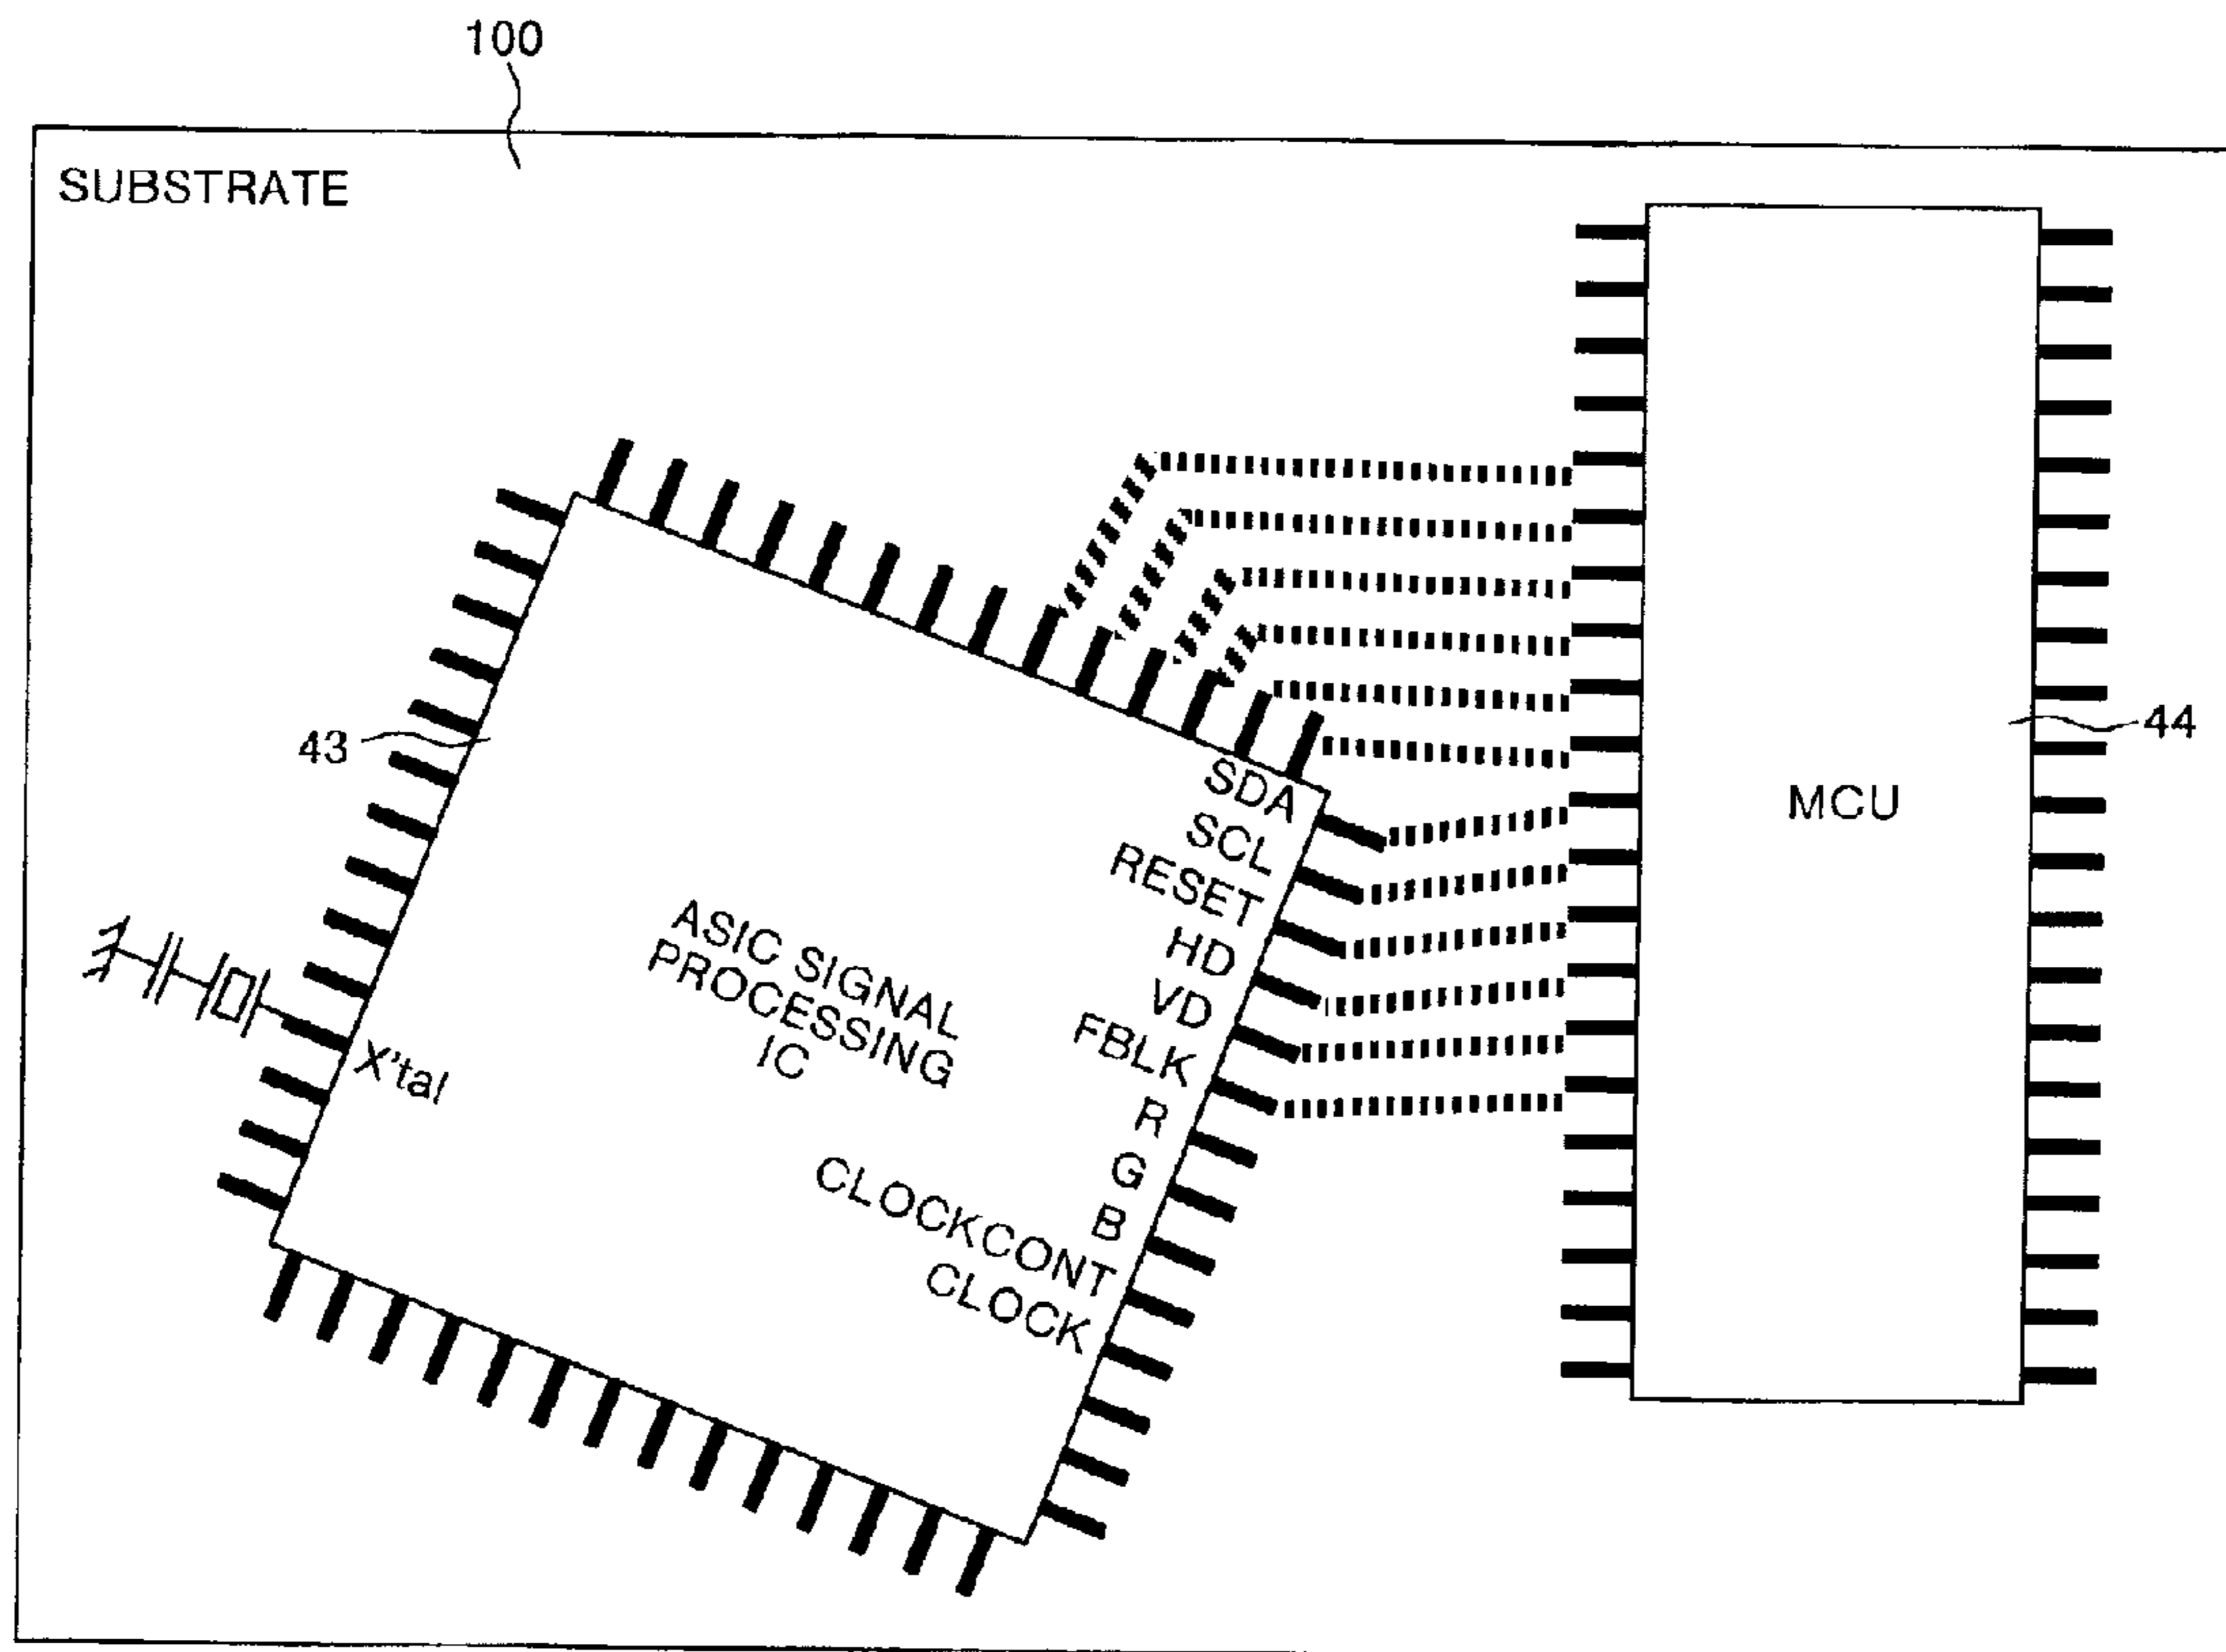 100
SUBSTRATE
43
44
MCU
SDA
SCL
RESET
HD
VD
FBLK
R
G
B
CLOCKCONT
CLOCK
ASIC SIGNAL
PROCESSING
IC
X'tal